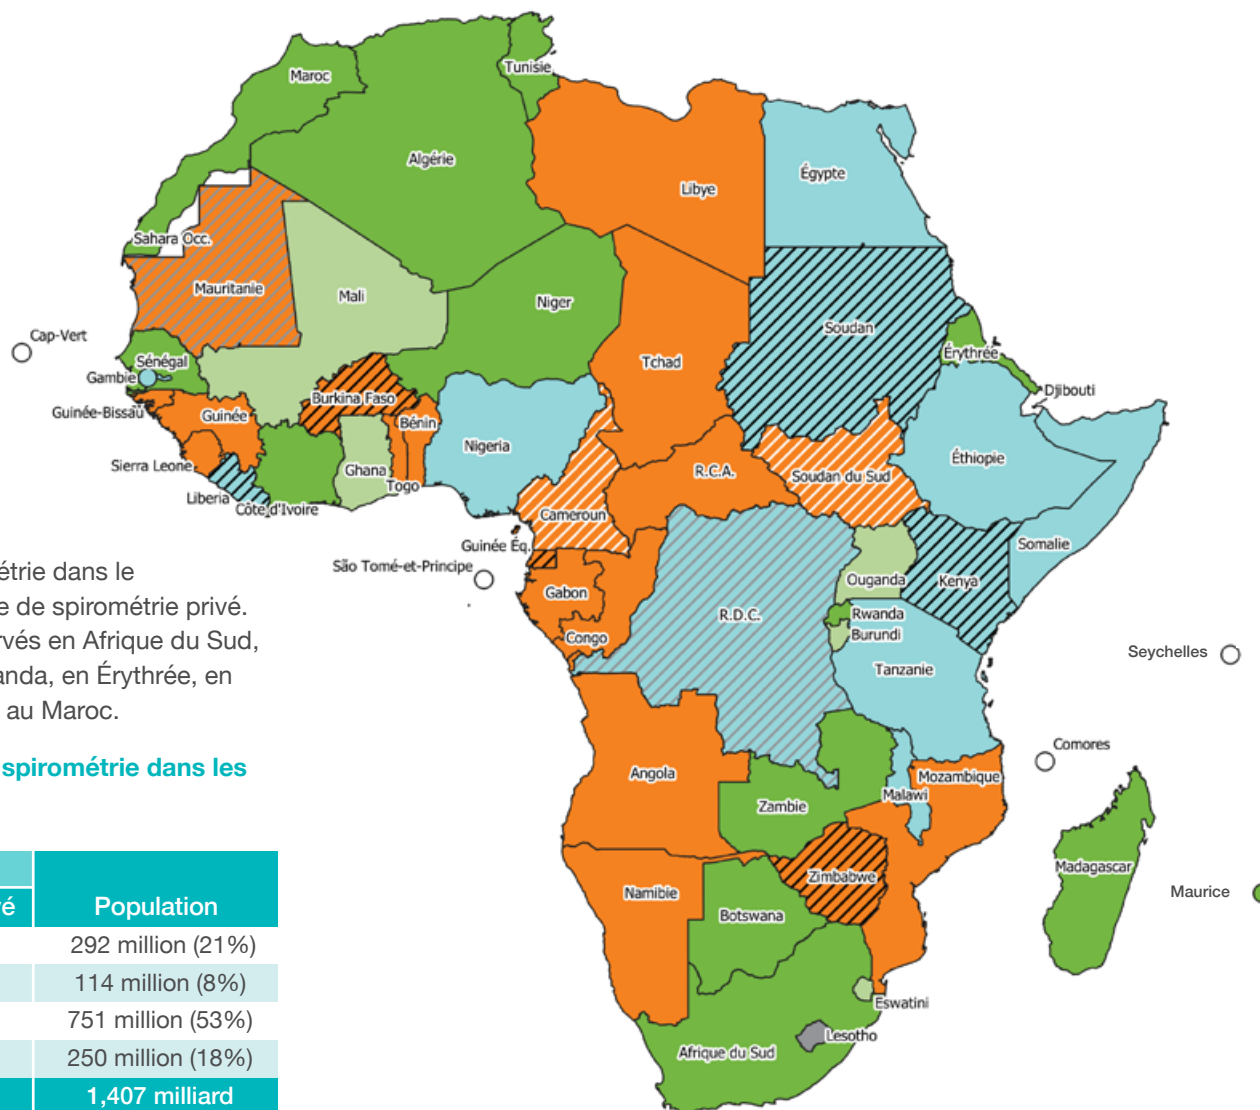 Maroc
Tunisie
Algérie
Libye
Égypte
Sahara Occ.
Mauritanie
Mali
Niger
Tchad
Soudan
Érythrée
Djibouti
Cap-Vert
Sénégal
Gambie
Guinée-Bissau
Guinée
Burkina Faso
Bénin
Nigeria
Ghana
Togo
Sierra Leone
Liberia
Côte d'Ivoire
R.C.A.
Soudan du Sud
Éthiopie
Somalie
Cameroun
Guinée Éq.
São Tomé-et-Principe
Gabon
Congo
R.D.C.
Ouganda
Kenya
Rwanda
Burundi
Tanzanie
Seychelles
Comores
Angola
Zambie
Malawi
Mozambique
Madagascar
Maurice
Namibie
Zimbabwe
Botswana
Eswatini
Lesotho
Afrique du Sud
étrie dans le
e de spirométrie privé.
rvés en Afrique du Sud,
anda, en Érythrée, en
au Maroc.
spirométrie dans les
é
Population
292 million (21%)
114 million (8%)
751 million (53%)
250 million (18%)
1,407 milliard